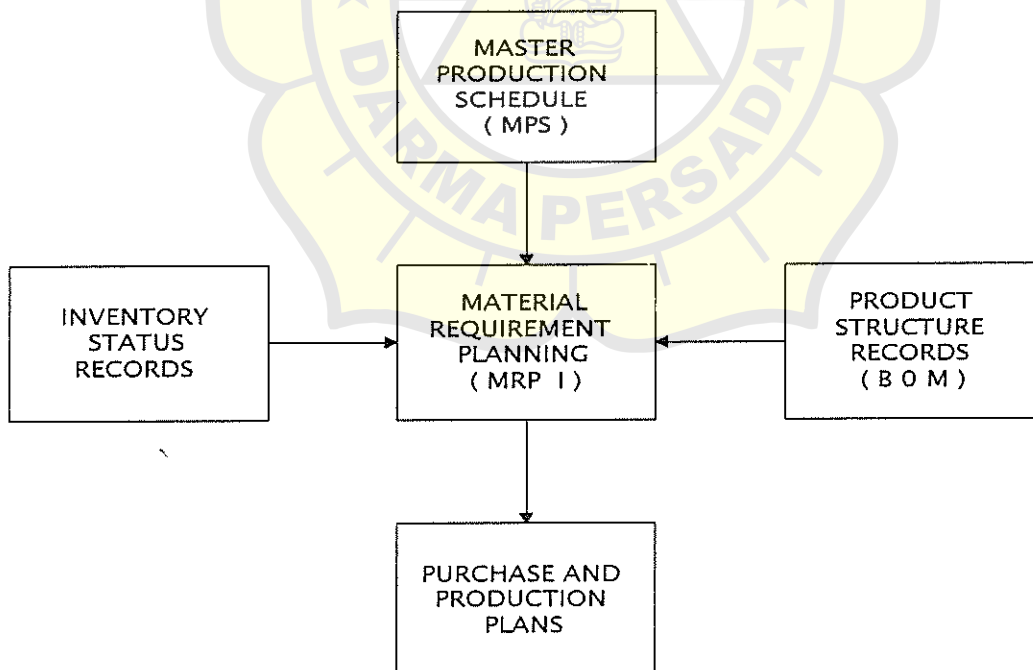 MASTER
PRODUCTION
SCHEDULE
( MPS )
DARMA PERSADA
INVENTORY
STATUS
RECORDS
MATERIAL
REQUIREMENT
PLANNING
( MRP I )
PRODUCT
STRUCTURE
RECORDS
( B O M )
PURCHASE AND
PRODUCTION
PLANS